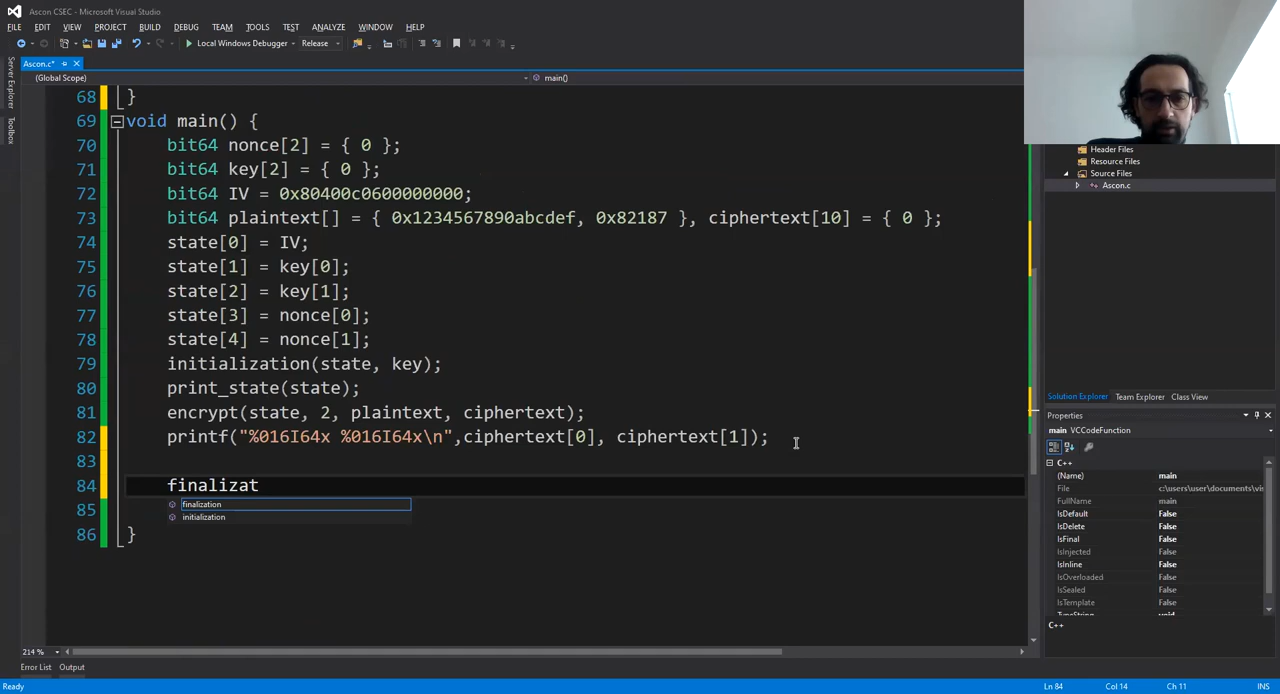 Ascon CSEC - Microsoft Visual Studio
FILE EDIT VIEW PROJECT BUILD DEBUG TEAM TOOLS TEST ANALYZE WINDOW HELP
Local Windows Debugger Release
Ascon.c*
(Global Scope) main()
Server Explorer
Toolbox
68 }
69 void main() {
70 bit64 nonce[2] = { 0 };
71 bit64 key[2] = { 0 };
72 bit64 IV = 0x80400c0600000000;
73 bit64 plaintext[] = { 0x1234567890abcdef, 0x82187 }, ciphertext[10] = { 0 };
74 state[0] = IV;
75 state[1] = key[0];
76 state[2] = key[1];
77 state[3] = nonce[0];
78 state[4] = nonce[1];
79 initialization(state, key);
80 print_state(state);
81 encrypt(state, 2, plaintext, ciphertext);
82 printf("%016I64x %016I64x\n",ciphertext[0], ciphertext[1]);
83
84 finalizat
finalization
85
initialization
86 }
214 %
Error List Output
Ready Ln 84 Col 14 Ch 11 INS
Header Files
Resource Files
Source Files
Ascon.c
Solution Explorer Team Explorer Class View
Properties
main VCCodeFunction
C++
(Name) main
File c:\users\user\documents\vis
FullName main
IsDefault False
IsDelete False
IsFinal False
IsInjected False
IsInline False
IsOverloaded False
IsSealed False
IsTemplate False
TypeString void
C++